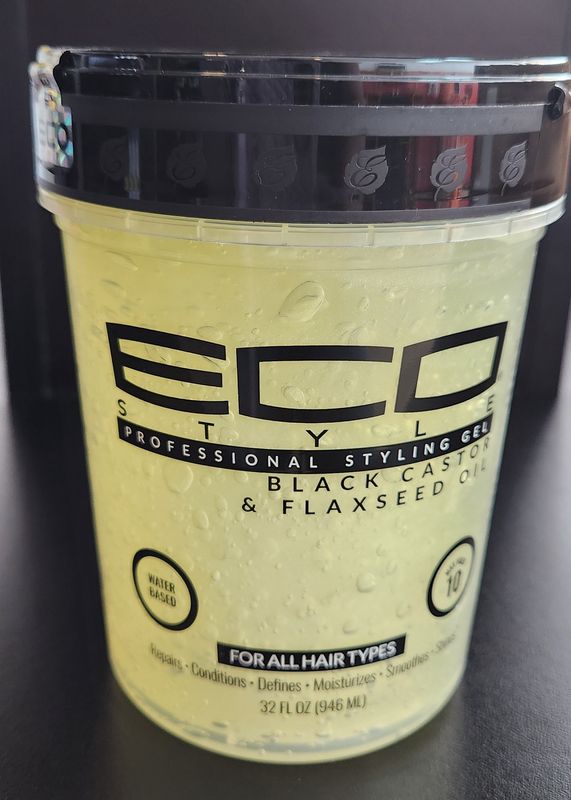 ECO
STYLE
PROFESSIONAL STYLING GEL
BLACK CASTOR
& FLAXSEED OIL
WATER
BASED
10
FOR ALL HAIR TYPES
Repairs • Conditions • Defines • Moisturizes • Smoothes •
32 FL OZ (946 ML)